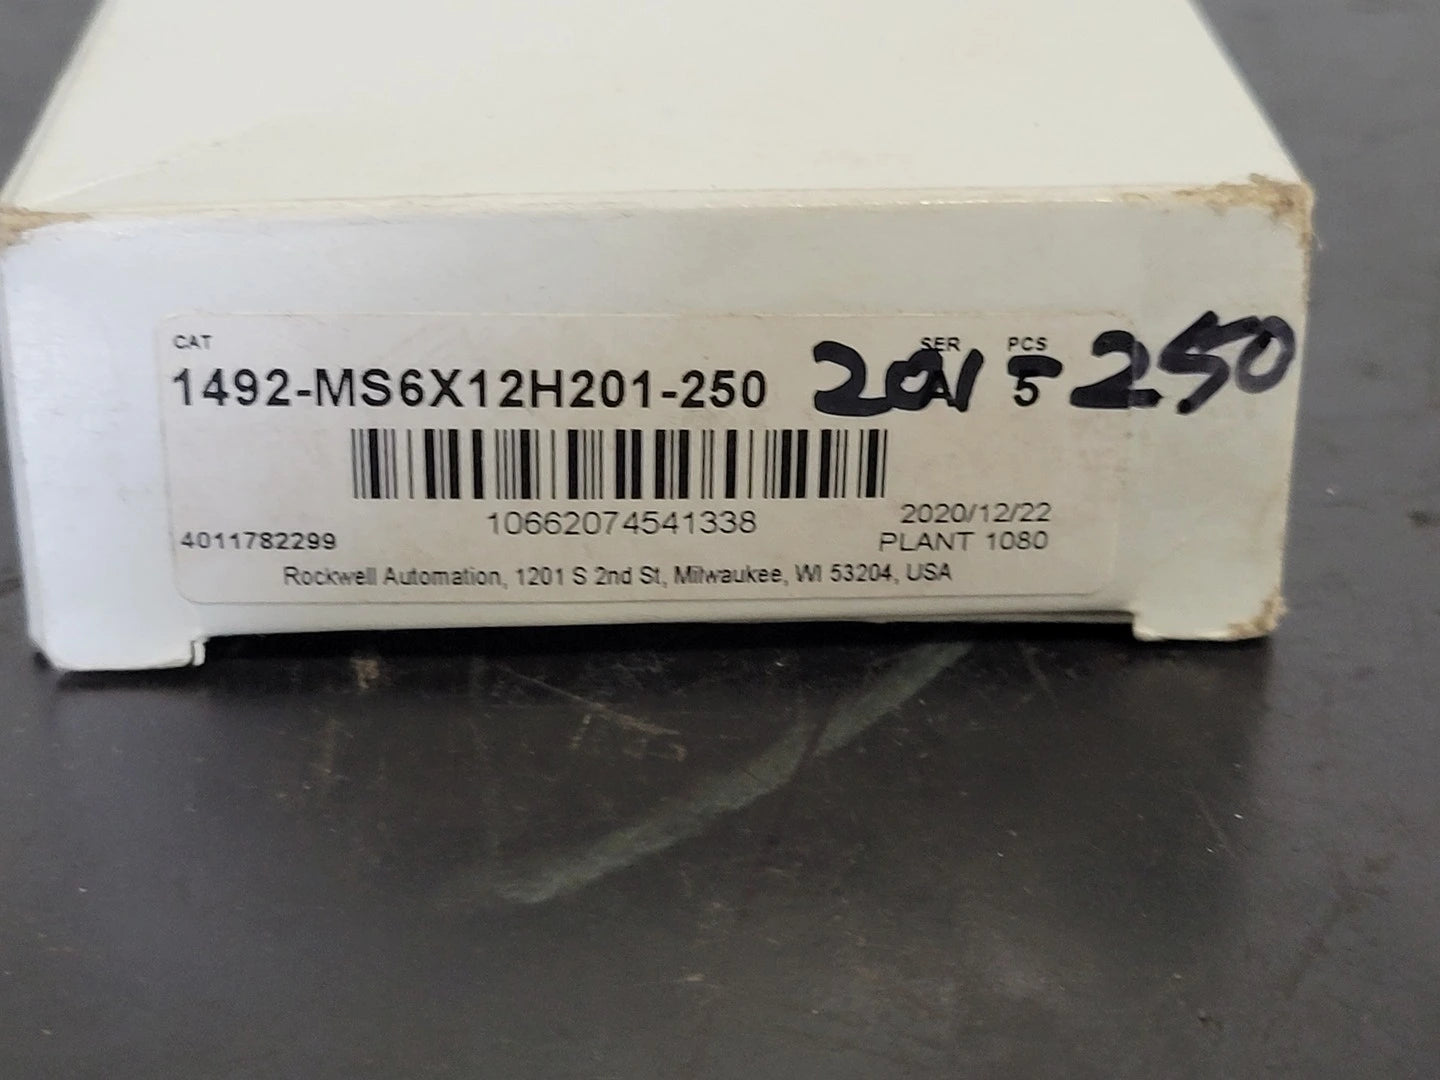 CAT SER PCS
1492-MS6X12H201-250 A 5
201-250
10662074541338
2020/12/22
4011782299 PLANT 1080
Rockwell Automation, 1201 S 2nd St, Milwaukee, WI 53204, USA